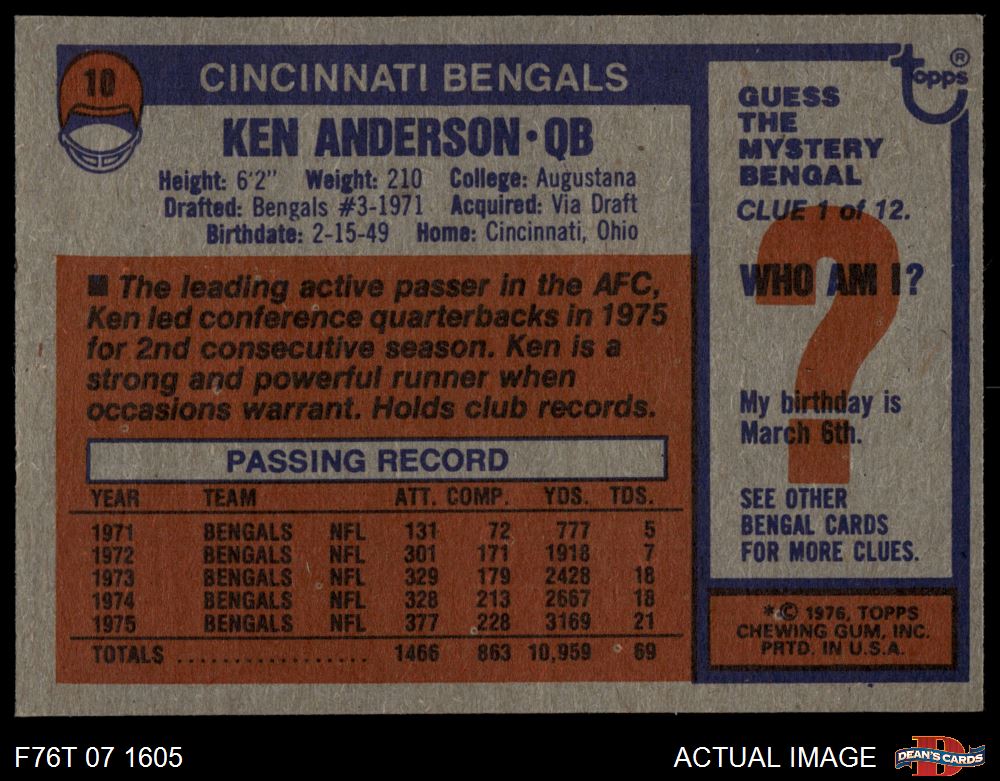 10
CINCINNATI BENGALS
KEN ANDERSON • QB
Height: 6'2" Weight: 210 College: Augustana
Drafted: Bengals #3-1971 Acquired: Via Draft
Birthdate: 2-15-49 Home: Cincinnati, Ohio
■ The leading active passer in the AFC,
Ken led conference quarterbacks in 1975
for 2nd consecutive season. Ken is a
strong and powerful runner when
occasions warrant. Holds club records.
PASSING RECORD
YEAR TEAM ATT. COMP. YDS. TDS.
1971 BENGALS NFL 131 72 777 5
1972 BENGALS NFL 301 171 1918 7
1973 BENGALS NFL 329 179 2428 18
1974 BENGALS NFL 328 213 2667 18
1975 BENGALS NFL 377 228 3169 21
TOTALS .................. 1466 863 10,959 69
Topps®
GUESS
THE
MYSTERY
BENGAL
CLUE 1 of 12.
?
WHO AM I?
My birthday is
March 6th.
SEE OTHER
BENGAL CARDS
FOR MORE CLUES.
*© 1976, TOPPS
CHEWING GUM, INC.
PRTD. IN U.S.A.
F76T 07 1605
ACTUAL IMAGE
D
DEAN'S CARDS